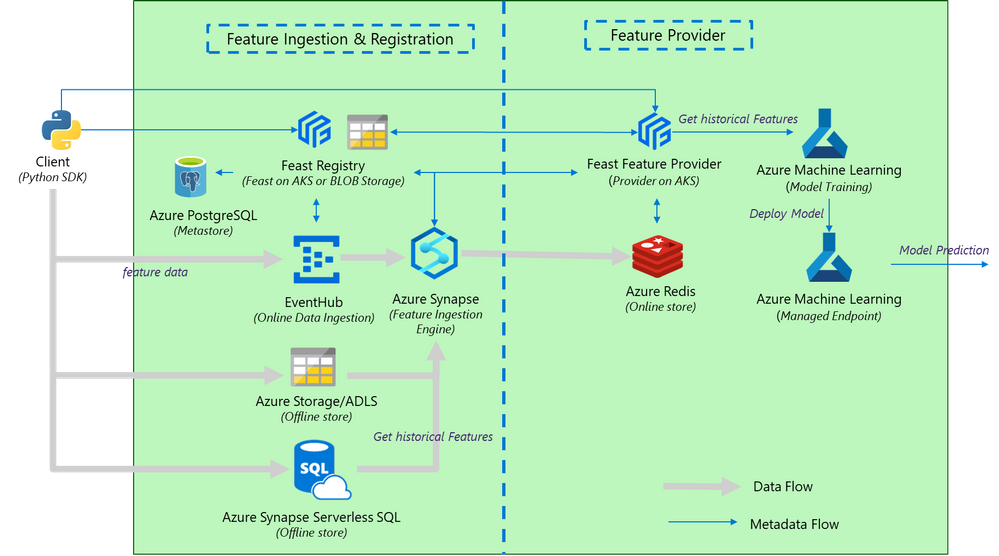 Feature Ingestion & Registration
Feature Provider
Get historical Features
Client
(Python SDK)
Feast Registry
(Feast on AKS or BLOB Storage)
Feast Feature Provider
(Provider on AKS)
Azure Machine Learning
(Model Training)
Azure PostgreSQL
(Metastore)
Deploy Model
Model Prediction
feature data
EventHub
(Online Data Ingestion)
Azure Synapse
(Feature Ingestion
Engine)
Azure Redis
(Online store)
Azure Machine Learning
(Managed Endpoint)
Azure Storage/ADLS
(Offline store)
Get historical Features
SQL
Azure Synapse Serverless SQL
(Offline store)
Data Flow
Metadata Flow